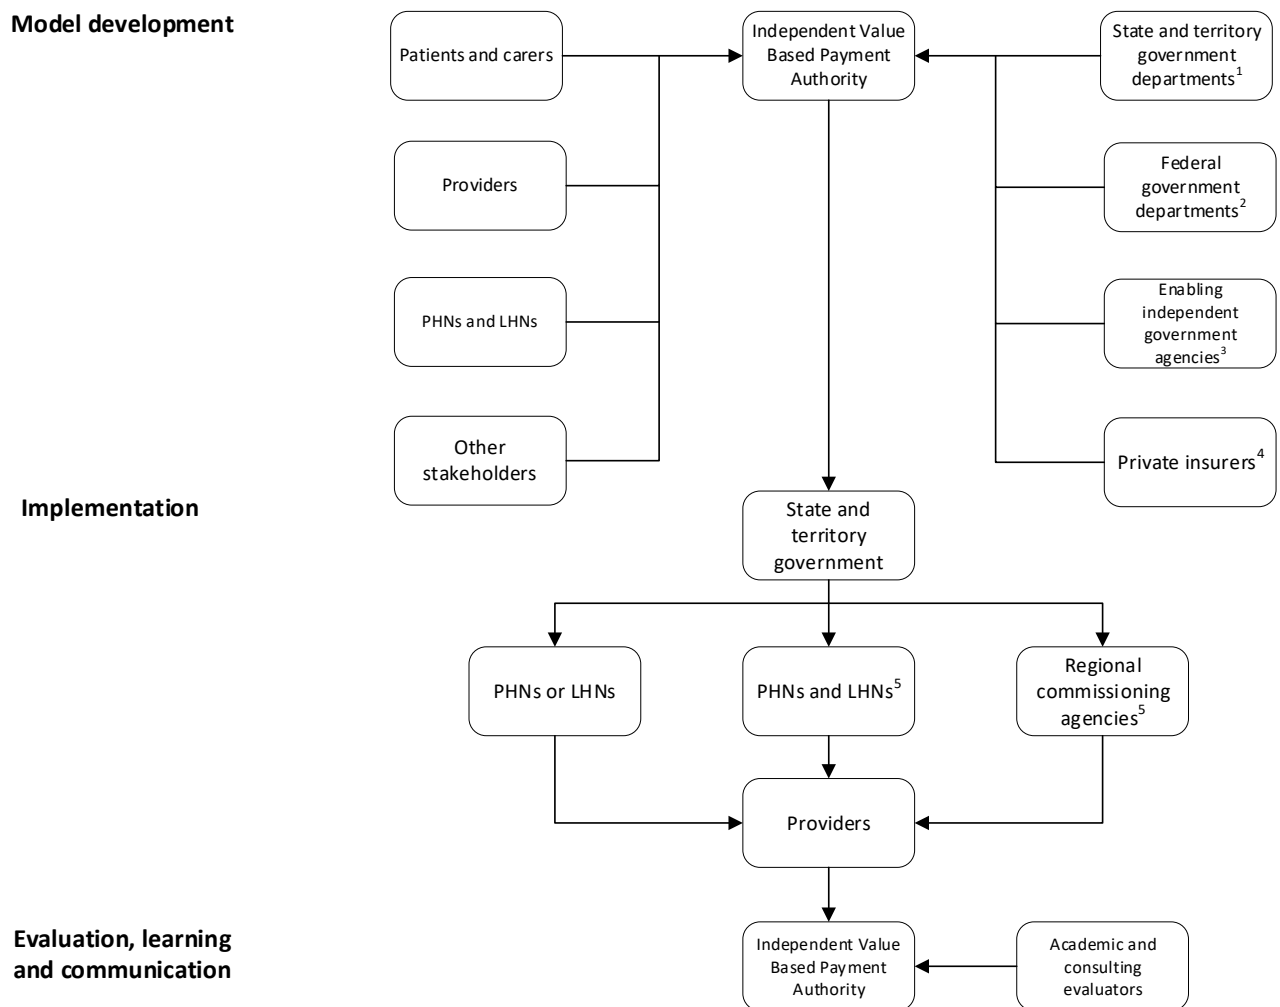 Model development
Patients and carers
Independent Value
Based Payment
Authority
State and territory
government
departments1
Providers
Federal
government
departments2
PHNs and LHNs
Enabling
independent
government
agencies3
Other
stakeholders
Private insurers4
Implementation
State and
territory
government
PHNs or LHNs
PHNs and LHNs5
Regional
commissioning
agencies5
Providers
Evaluation, learning
and communication
Independent Value
Based Payment
Authority
Academic and
consulting
evaluators